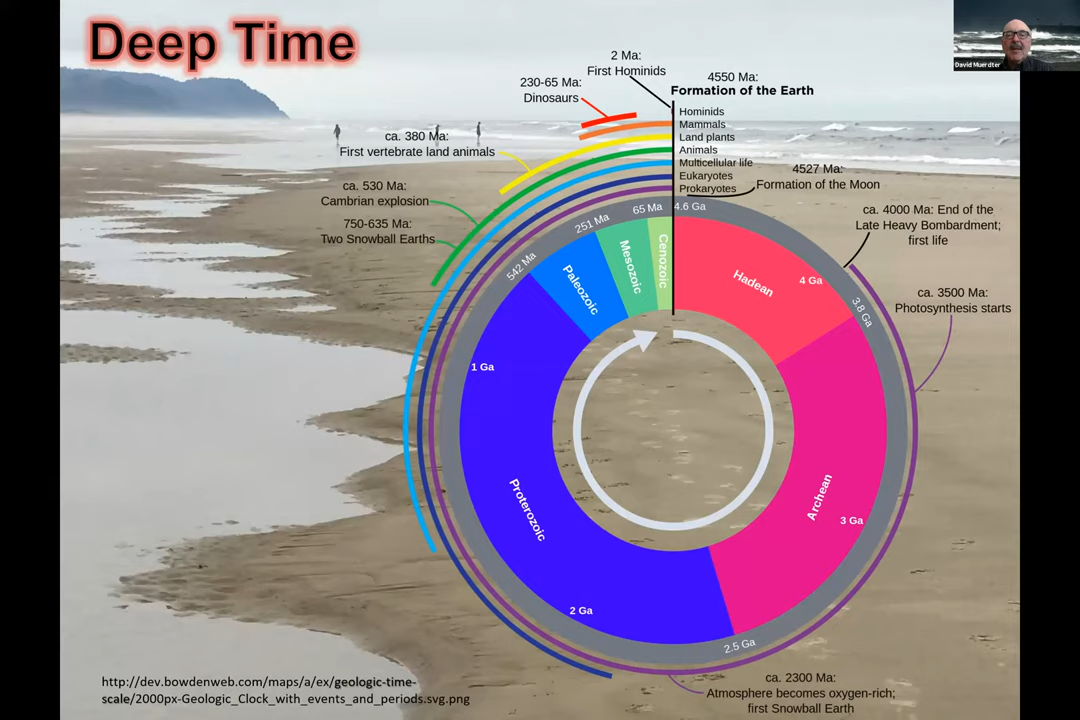 Deep Time
David Muerdter
2 Ma:
First Hominids
230-65 Ma:
Dinosaurs
4550 Ma:
Formation of the Earth
Hominids
Mammals
Land plants
Animals
Multicellular life
Eukaryotes
Prokaryotes
ca. 380 Ma:
First vertebrate land animals
ca. 530 Ma:
Cambrian explosion
750-635 Ma:
Two Snowball Earths
4527 Ma:
Formation of the Moon
ca. 4000 Ma: End of the
Late Heavy Bombardment;
first life
ca. 3500 Ma:
Photosynthesis starts
4.6 Ga
65 Ma
251 Ma
542 Ma
Cenozoic
Mesozoic
Paleozoic
Hadean
4 Ga
3.8 Ga
1 Ga
Proterozoic
Archean
3 Ga
2 Ga
2.5 Ga
ca. 2300 Ma:
Atmosphere becomes oxygen-rich;
first Snowball Earth
http://dev.bowdenweb.com/maps/a/ex/geologic-time-
scale/2000px-Geologic_Clock_with_events_and_periods.svg.png